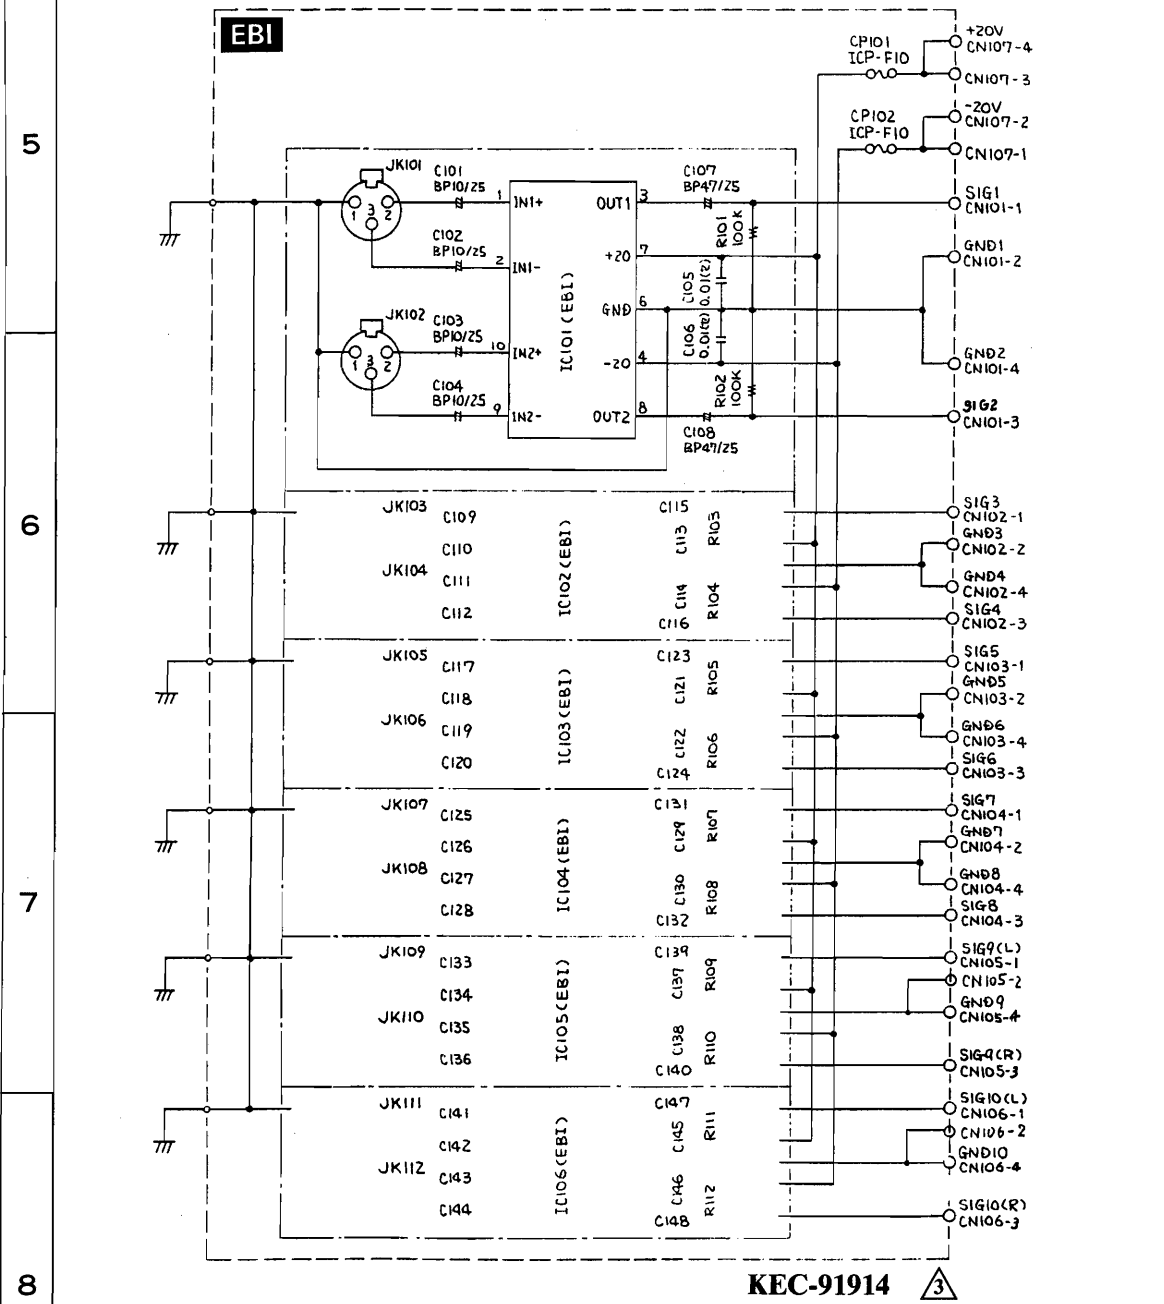 EBI
+20V
CP101
CN107-4
ICP-F10
CN107-3
-20V
CP102
CN107-2
ICP-F10
CN107-1
5
JK101
C101
BP10/25
C107
BP47/25
1
IN1+
OUT1
3
SIG1
CN101-1
1 3 2
R101
100K
C102
BP10/25
GND1
CN101-2
2
IN1-
+20
7
C105
0.01(Z)
IC101(EBI)
GND
6
JK102
C103
BP10/25
C106
0.01(Z)
10
IN2+
-20
4
GND2
CN101-4
1 3 2
R102
100K
C104
BP10/25
9
IN2-
OUT2
8
SIG2
CN101-3
C108
BP47/25
6
JK103
C109
C115
SIG3
CN102-1
C110
C113
R103
GND3
CN102-2
JK104
C111
IC102(EBI)
GND4
CN102-4
C112
C114
R104
C116
SIG4
CN102-3
JK105
C117
C123
SIG5
CN103-1
C118
C121
R105
GND5
CN103-2
JK106
C119
IC103(EBI)
GND6
CN103-4
C120
C122
R106
C124
SIG6
CN103-3
7
JK107
C125
C131
SIG7
CN104-1
C126
C129
R107
GND7
CN104-2
JK108
C127
IC104(EBI)
GND8
CN104-4
C128
C130
R108
C132
SIG8
CN104-3
JK109
C133
C139
SIG9(L)
CN105-1
C134
C137
R109
CN105-2
JK110
C135
IC105(EBI)
GND9
CN105-4
C136
C138
R110
C140
SIG9(R)
CN105-3
JK111
C141
C147
SIG10(L)
CN106-1
C142
C145
R111
CN106-2
JK112
C143
IC106(EBI)
GND10
CN106-4
C144
C146
R112
C148
SIG10(R)
CN106-3
8
KEC-91914 3